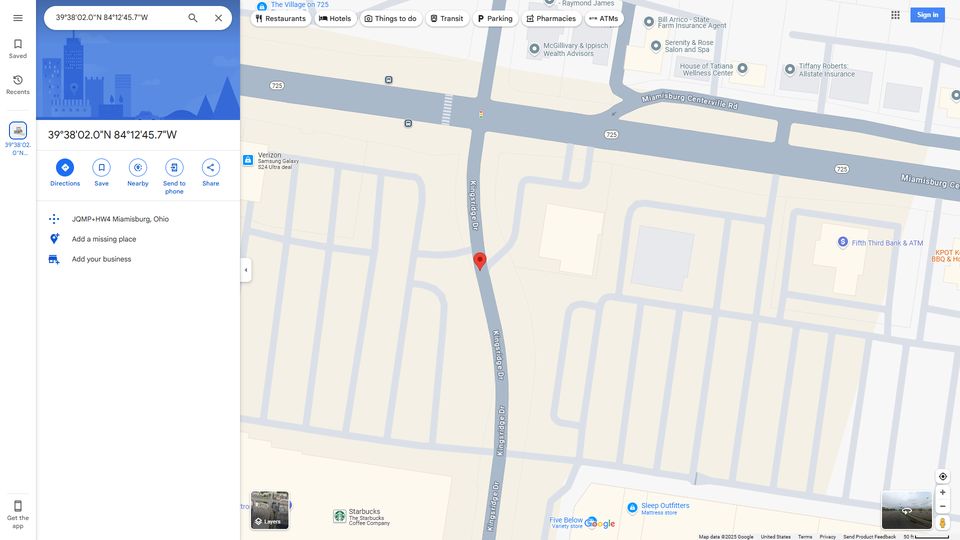 39°38'02.0"N 84°12'45.7"W
Saved
Recents
39°38'02.
0"N…
Get the
app
39°38'02.0"N 84°12'45.7"W
Directions
Save
Nearby
Send to
phone
Share
JQMP+HW4 Miamisburg, Ohio
Add a missing place
Add your business
Restaurants
Hotels
Things to do
Transit
Parking
Pharmacies
ATMs
Sign in
The Village on 725
Raymond James
McGillivary & Ippisch
Wealth Advisors
Bill Arrico - State
Farm Insurance Agent
Serenity & Rose
Salon and Spa
House of Tatiana
Wellness Center
Tiffany Roberts:
Allstate Insurance
725
Miamisburg Centerville Rd
725
725
Miamisburg Ce
Verizon
Samsung Galaxy
S24 Ultra deal
Kingsridge Dr
Fifth Third Bank & ATM
KPOT K
BBQ & Ho
Kingsridge Dr
Kingsridge Dr
Kingsridge Dr
Layers
Starbucks
The Starbucks
Coffee Company
Five Below
Variety store
Google
Sleep Outfitters
Mattress store
Map data ©2025 Google
United States
Terms
Privacy
Send Product Feedback
50 ft